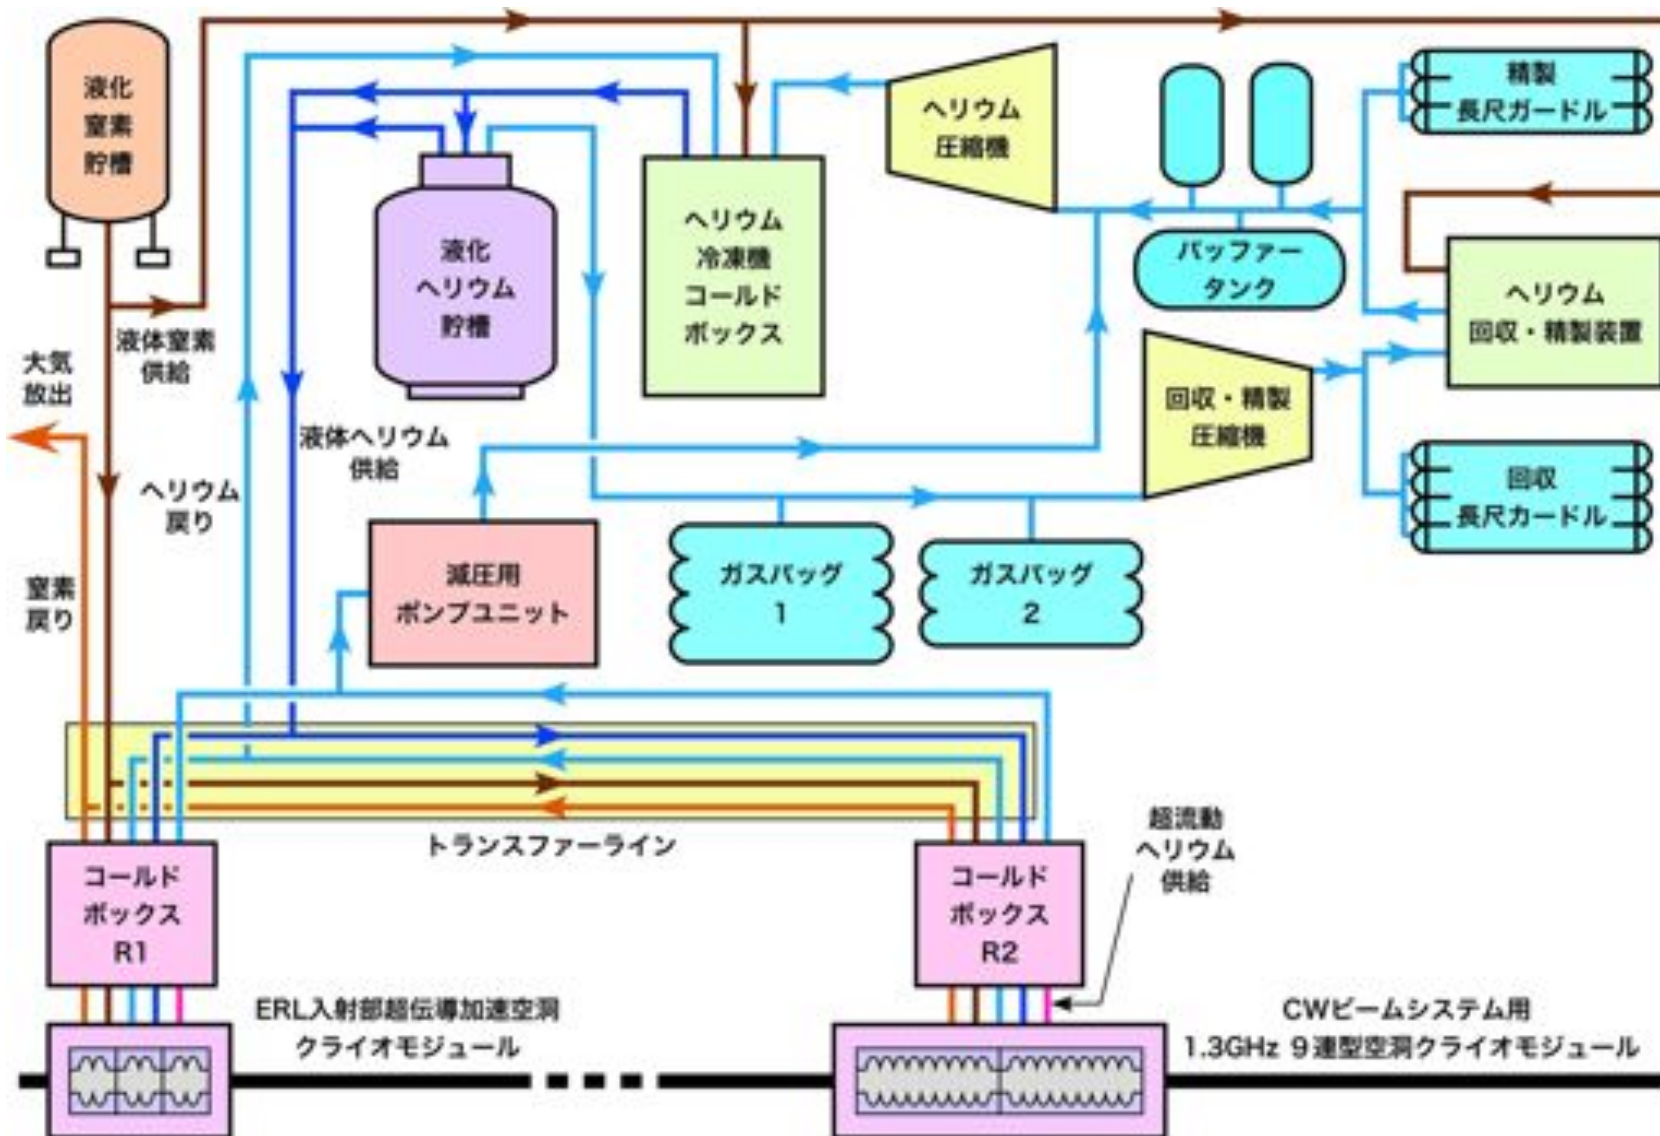 液化
窒素
貯槽
液化
ヘリウム
貯槽
ヘリウム
冷凍機
コールド
ボックス
ヘリウム
圧縮機
精製
長尺ガードル
バッファー
タンク
ヘリウム
回収・精製装置
回収・精製
圧縮機
回収
長尺カードル
液体窒素
供給
大気
放出
液体ヘリウム
供給
ヘリウム
戻り
窒素
戻り
減圧用
ポンプユニット
ガスバッグ
1
ガスバッグ
2
トランスファーライン
超流動
ヘリウム
供給
コールド
ボックス
R1
コールド
ボックス
R2
ERL入射部超伝導加速空洞
クライオモジュール
CWビームシステム用
1.3GHz 9連型空洞クライオモジュール